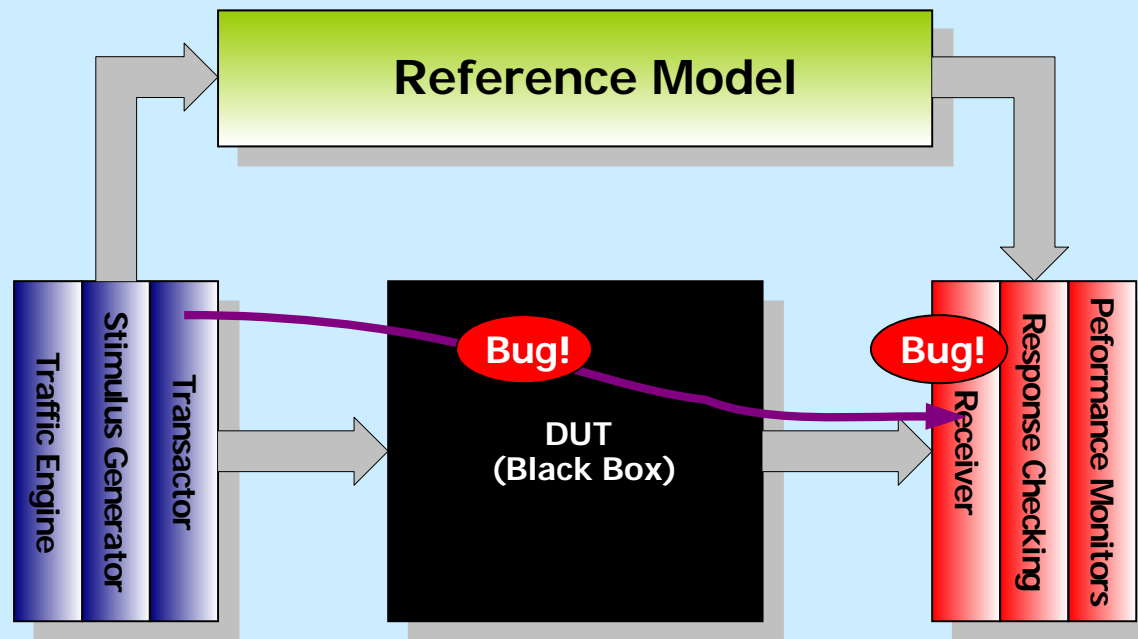 Reference Model
Traffic Engine
Stimulus Generator
Transactor
Bug!
DUT
(Black Box)
Bug!
Receiver
Response Checking
Peformance Monitors